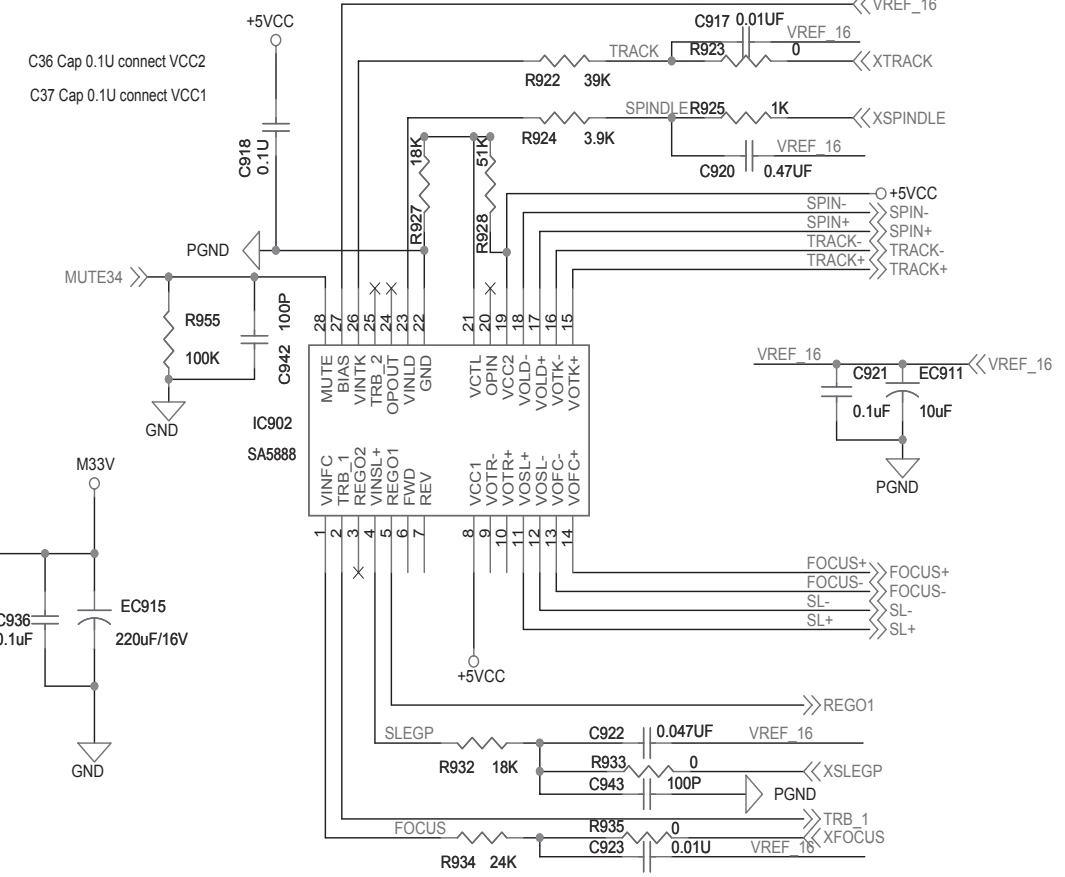 VREF_16
+5VCC
C917 0.01UF
VREF_16
TRACK
R923 0
XTRACK
C36 Cap 0.1U connect VCC2
C37 Cap 0.1U connect VCC1
R922 39K
SPINDLE
R925 1K
XSPINDLE
R924 3.9K
VREF_16
C920 0.47UF
C918
0.1U
18K
R927
51K
R928
+5VCC
SPIN- SPIN-
SPIN+ SPIN+
TRACK- TRACK-
TRACK+ TRACK+
PGND
MUTE34
R955
100K
C942 100P
GND
28 27 26 25 24 23 22 21 20 19 18 17 16 15
MUTE BIAS VINTK TRB_2 OPOUT VINLD GND VCTL OPIN VCC2 VOLD- VOLD+ VOTK- VOTK+
IC902
SA5888
VINFC TRB_1 REGO2 VINSL+ REGO1 FWD REV VCC1 VOTR- VOTR+ VOSL+ VOSL- VOFC- VOFC+
1 2 3 4 5 6 7 8 9 10 11 12 13 14
VREF_16 VREF_16
C921 EC911
0.1uF 10uF
PGND
M33V
EC915
220uF/16V
C936
0.1uF
GND
FOCUS+ FOCUS+
FOCUS- FOCUS-
SL- SL-
SL+ SL+
+5VCC
REGO1
SLEGP
C922 0.047UF
VREF_16
R932 18K
R933 0
XSLEGP
C943 100P
PGND
TRB_1
FOCUS
R935 0
XFOCUS
R934 24K
C923 0.01U
VREF_16